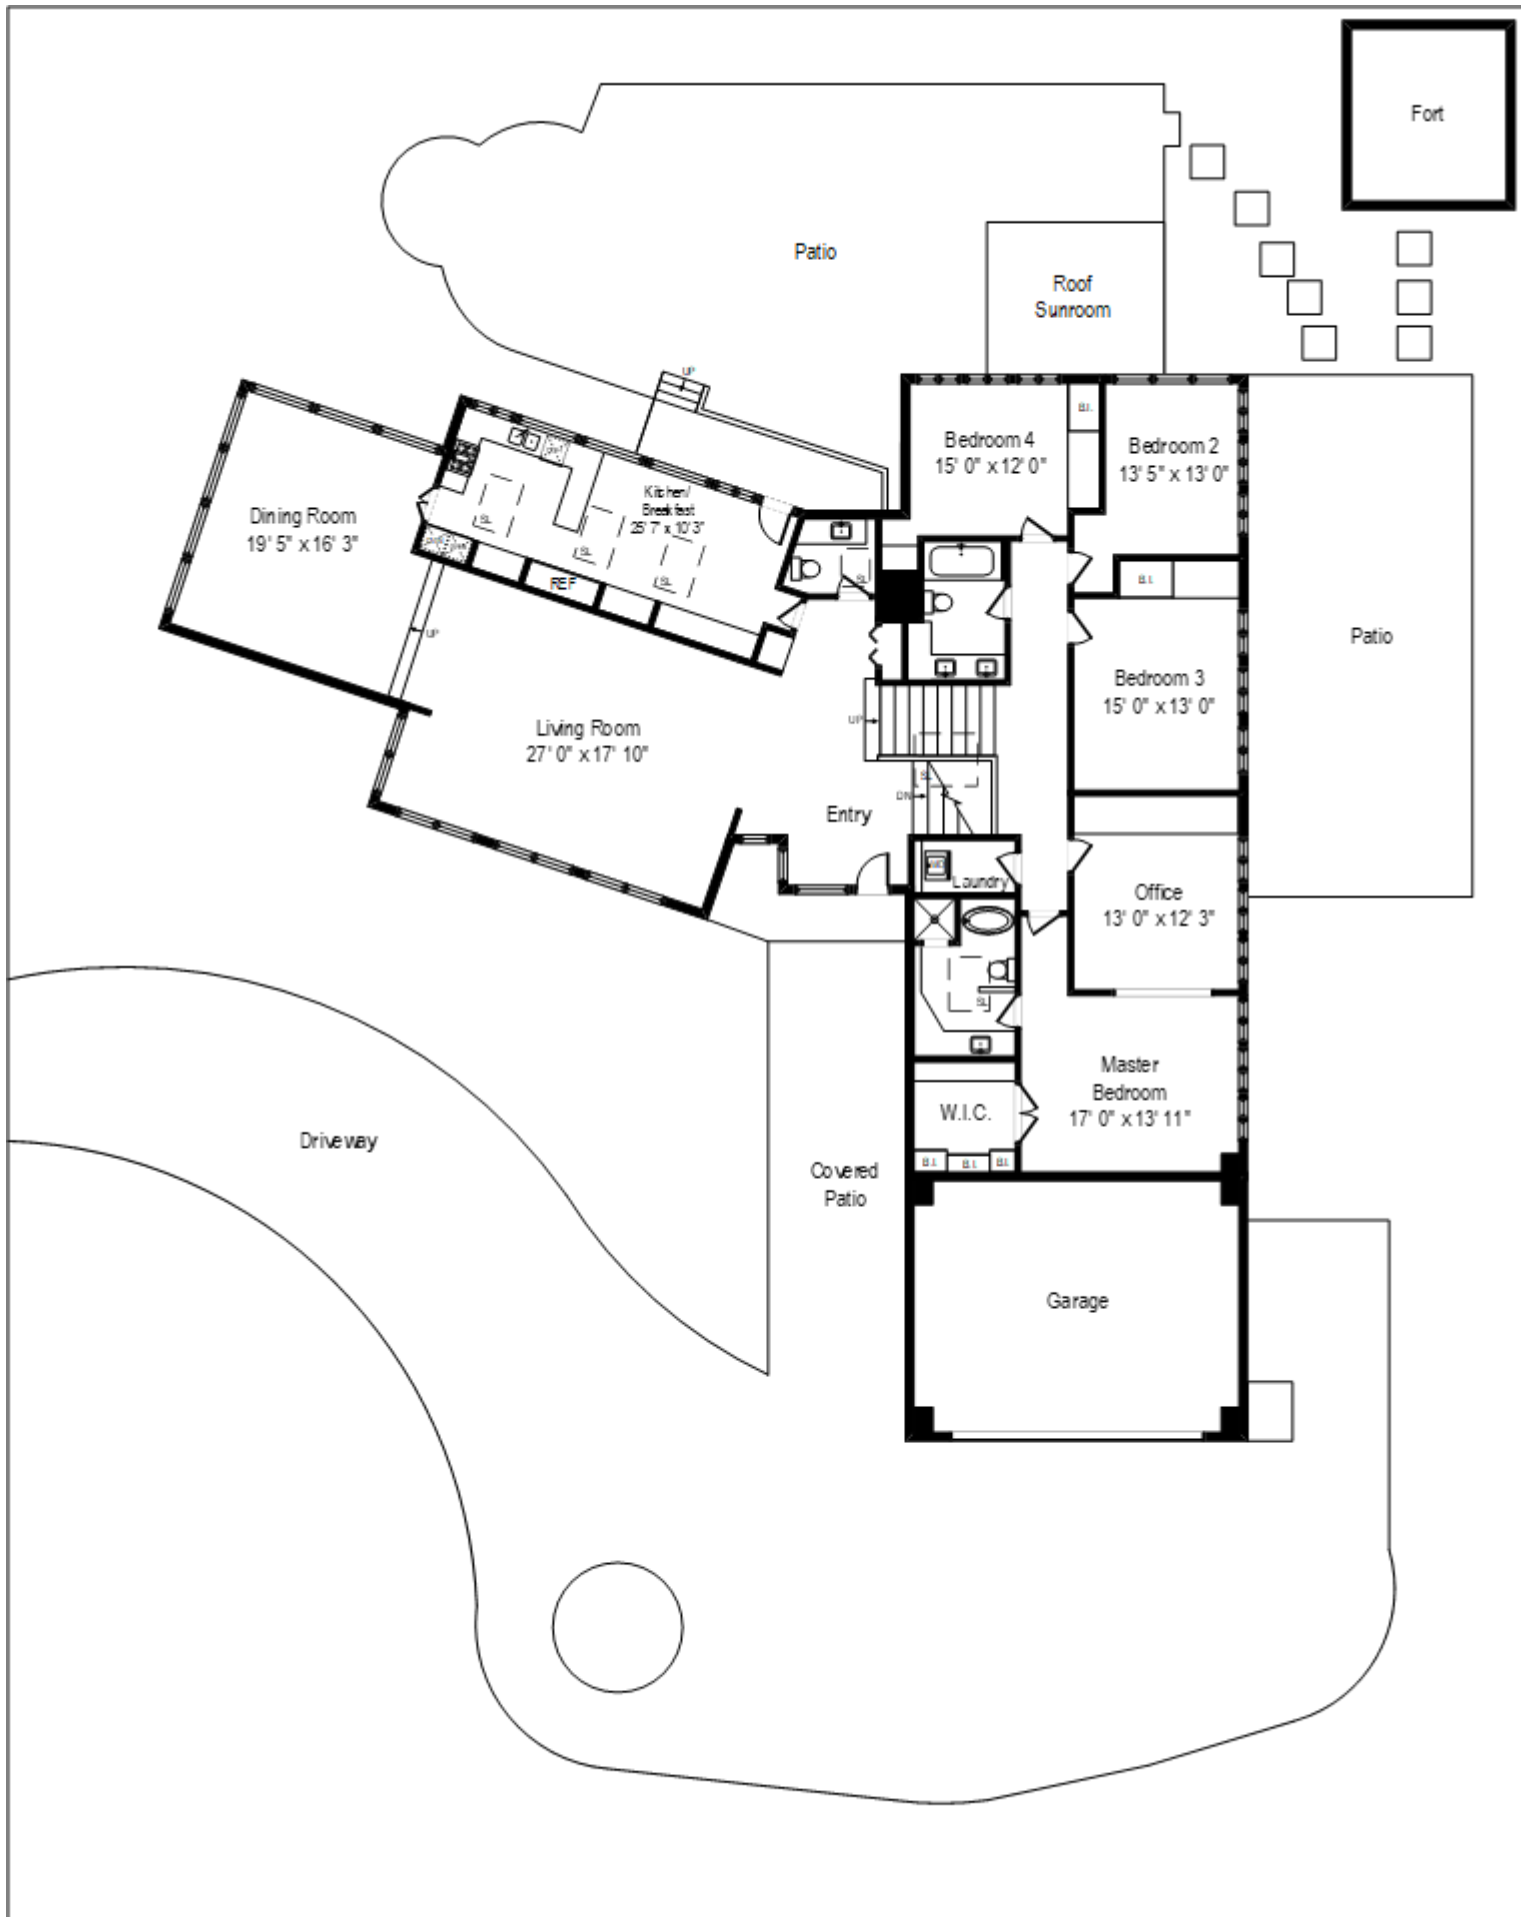 Fort
Patio
Roof
Sunroom
UP
Bedroom 4
15' 0" x 12' 0"
B.I.
Bedroom 2
13' 5" x 13' 0"
Kitchen/
Breakfast
25' 7" x 10' 3"
SL
SL
SL
SL
REF
Dining Room
19' 5" x 16' 3"
UP
B.I.
Patio
Bedroom 3
15' 0" x 13' 0"
Living Room
27' 0" x 17' 10"
UP
SL
DN
Entry
Laundry
Office
13' 0" x 12' 3"
SL
Master
Bedroom
17' 0" x 13' 11"
W.I.C.
B.I.
B.I.
B.I.
Driveway
Covered
Patio
Garage